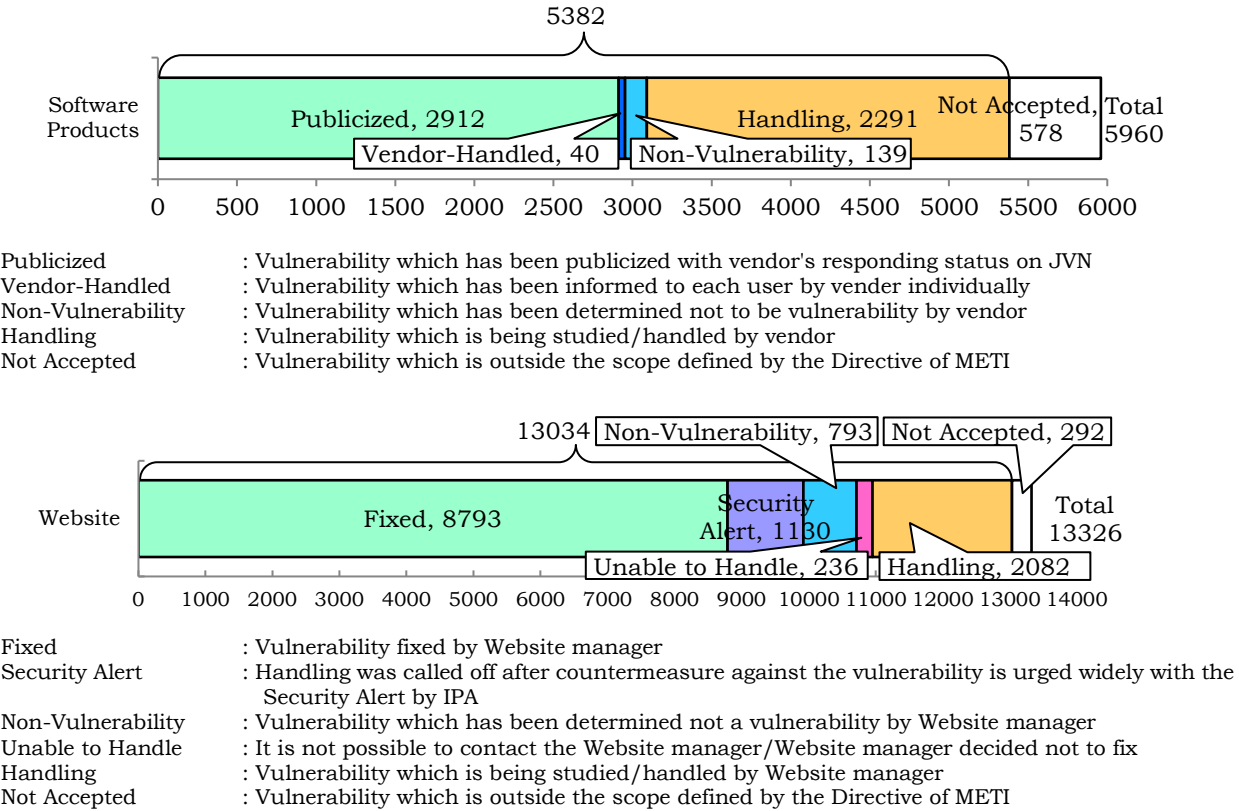 5382
Software
Products
Publicized, 2912
Handling, 2291
Not Accepted,
578
Total
5960
Vendor-Handled, 40
Non-Vulnerability, 139
0 500 1000 1500 2000 2500 3000 3500 4000 4500 5000 5500 6000
Publicized : Vulnerability which has been publicized with vendor's responding status on JVN
Vendor-Handled : Vulnerability which has been informed to each user by vender individually
Non-Vulnerability : Vulnerability which has been determined not to be vulnerability by vendor
Handling : Vulnerability which is being studied/handled by vendor
Not Accepted : Vulnerability which is outside the scope defined by the Directive of METI
13034
Non-Vulnerability, 793
Not Accepted, 292
Website
Fixed, 8793
Security
Alert, 1130
Total
13326
Unable to Handle, 236
Handling, 2082
0 1000 2000 3000 4000 5000 6000 7000 8000 9000 10000 11000 12000 13000 14000
Fixed : Vulnerability fixed by Website manager
Security Alert : Handling was called off after countermeasure against the vulnerability is urged widely with the
Security Alert by IPA
Non-Vulnerability : Vulnerability which has been determined not a vulnerability by Website manager
Unable to Handle : It is not possible to contact the Website manager/Website manager decided not to fix
Handling : Vulnerability which is being studied/handled by Website manager
Not Accepted : Vulnerability which is outside the scope defined by the Directive of METI